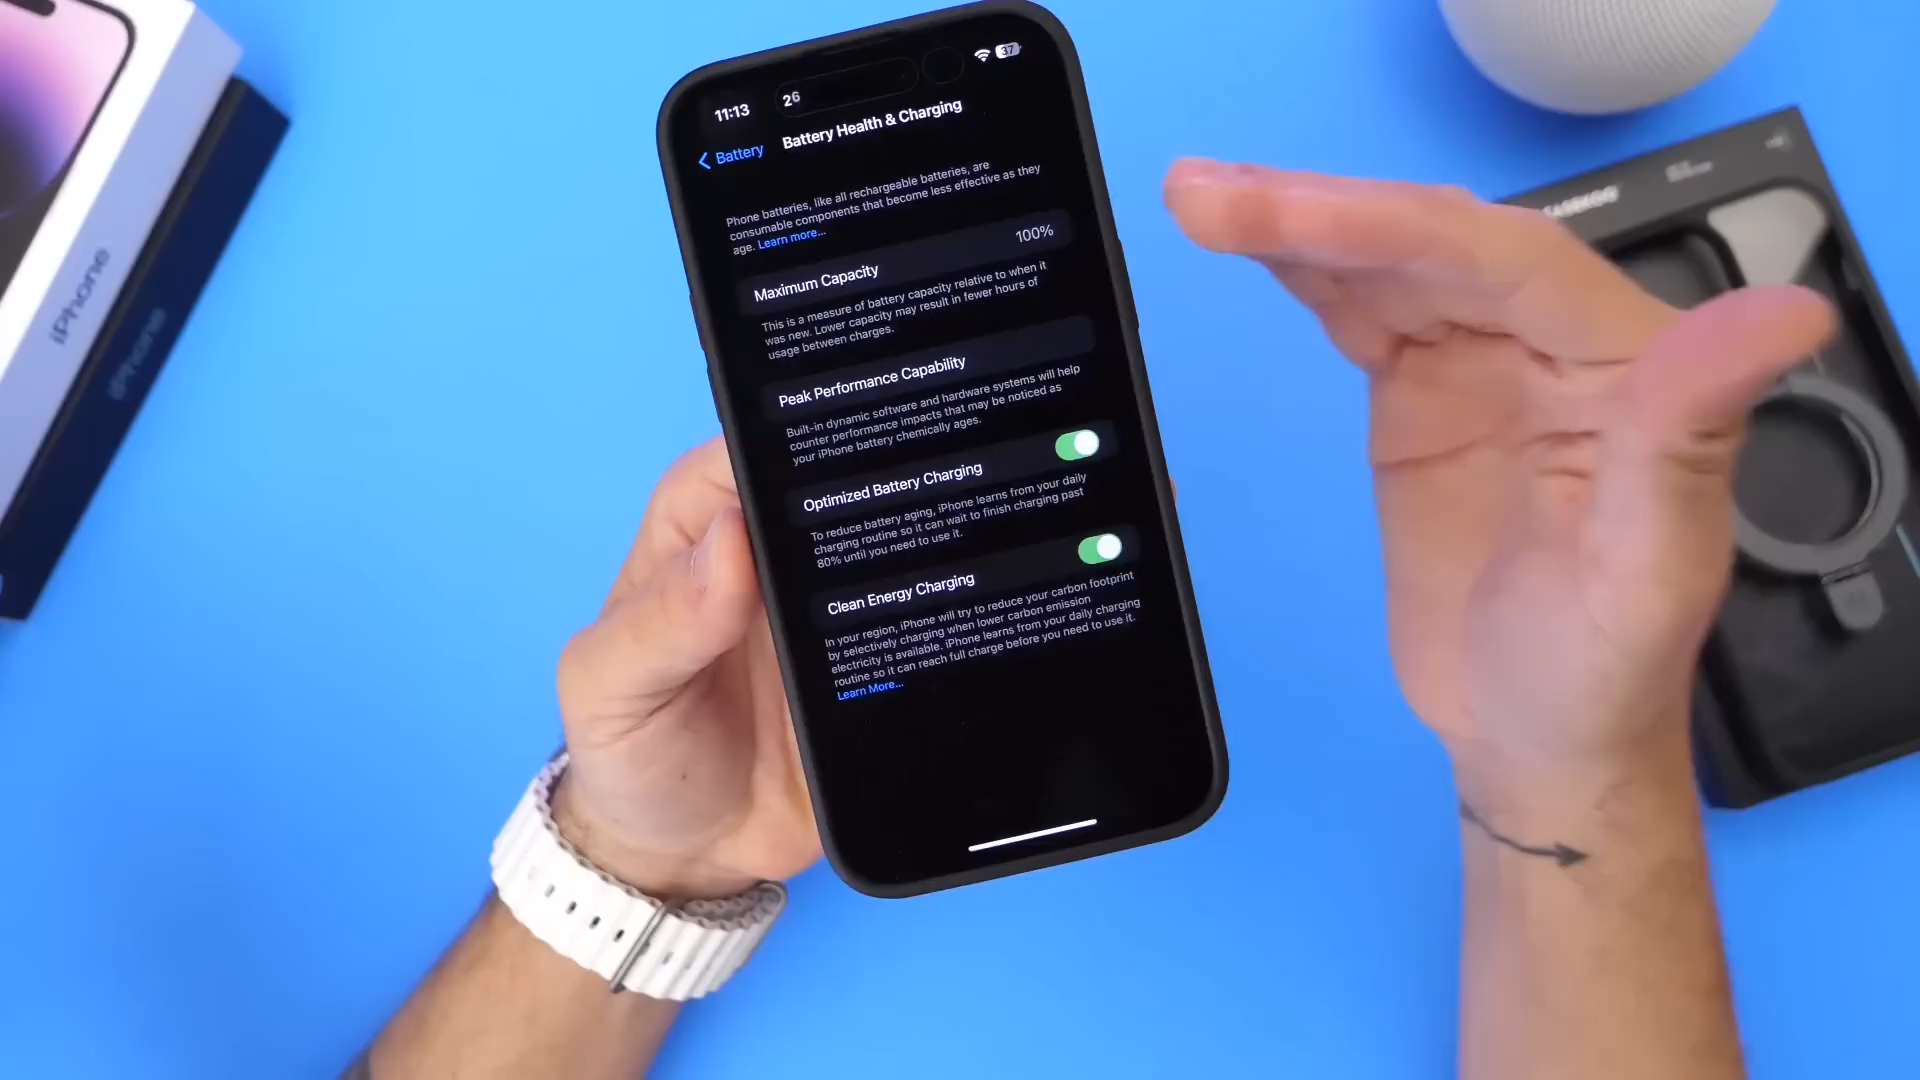 11:13
26
37
Battery
Battery Health & Charging
Phone batteries, like all rechargeable batteries, are
consumable components that become less effective as they
age. Learn more...
Maximum Capacity
100%
This is a measure of battery capacity relative to when it
was new. Lower capacity may result in fewer hours of
usage between charges.
Peak Performance Capability
Built-in dynamic software and hardware systems will help
counter performance impacts that may be noticed as
your iPhone battery chemically ages.
Optimized Battery Charging
To reduce battery aging, iPhone learns from your daily
charging routine so it can wait to finish charging past
80% until you need to use it.
Clean Energy Charging
In your region, iPhone will try to reduce your carbon footprint
by selectively charging when lower carbon emission
electricity is available. iPhone learns from your daily charging
routine so it can reach full charge before you need to use it.
Learn More...
iPhone
iPhone